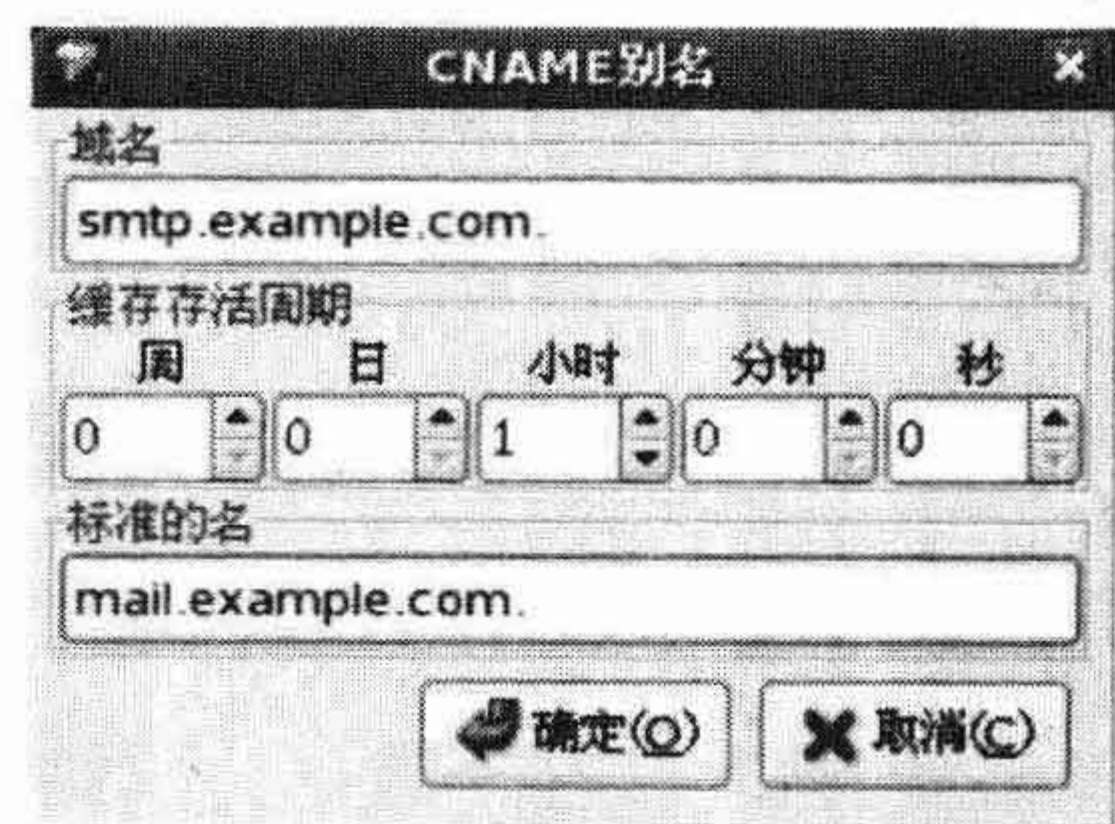 CNAME别名
域名
smtp.example.com.
缓存存活周期
周 日 小时 分钟 秒
0 0 1 0 0
标准的名
mail.example.com.
确定(O) 取消(C)